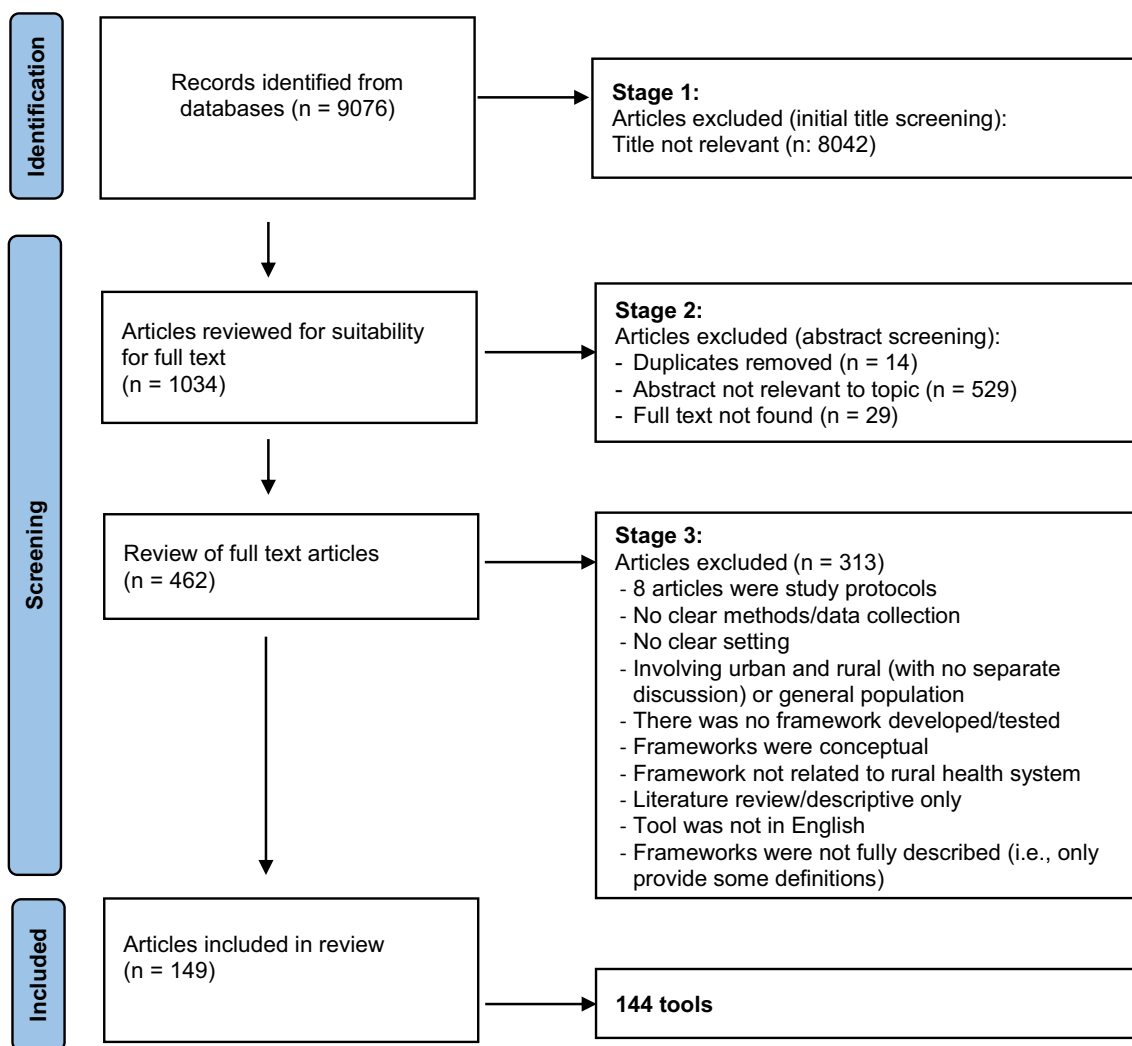 Identification
Records identified from
databases (n = 9076)
Stage 1:
Articles excluded (initial title screening):
Title not relevant (n: 8042)
Screening
Articles reviewed for suitability
for full text
(n = 1034)
Stage 2:
Articles excluded (abstract screening):
- Duplicates removed (n = 14)
- Abstract not relevant to topic (n = 529)
- Full text not found (n = 29)
Review of full text articles
(n = 462)
Stage 3:
Articles excluded (n = 313)
- 8 articles were study protocols
- No clear methods/data collection
- No clear setting
- Involving urban and rural (with no separate
discussion) or general population
- There was no framework developed/tested
- Frameworks were conceptual
- Framework not related to rural health system
- Literature review/descriptive only
- Tool was not in English
- Frameworks were not fully described (i.e., only
provide some definitions)
Included
Articles included in review
(n = 149)
144 tools